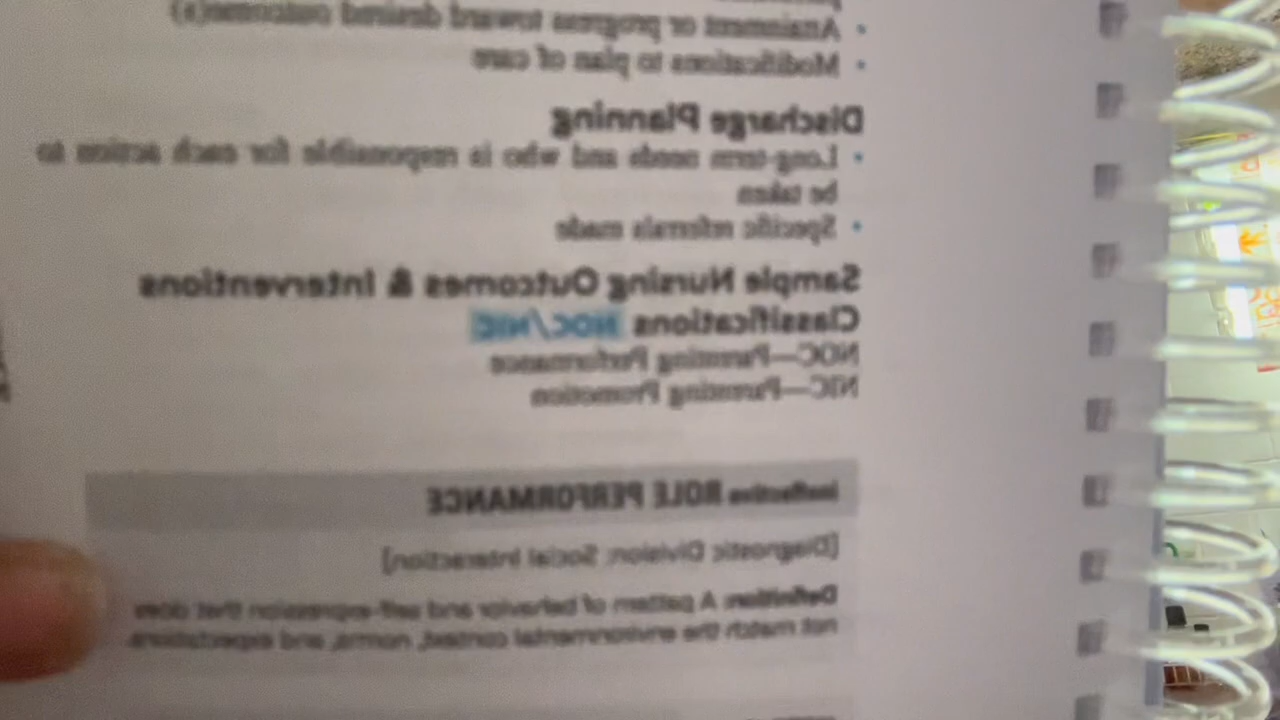 • Attainment or progress toward desired outcome(s)
• Modifications to plan of care
Discharge Planning
• Long-term needs and who is responsible for each action to
be taken
• Specific referrals made
Sample Nursing Outcomes & Interventions
Classifications NOC/NIC
NOC—Parenting Performance
NIC—Parenting Promotion
ineffective ROLE PERFORMANCE
[Diagnostic Division: Social Interaction]
Definition: A pattern of behavior and self-expression that does
not match the environmental context, norms, and expectations.